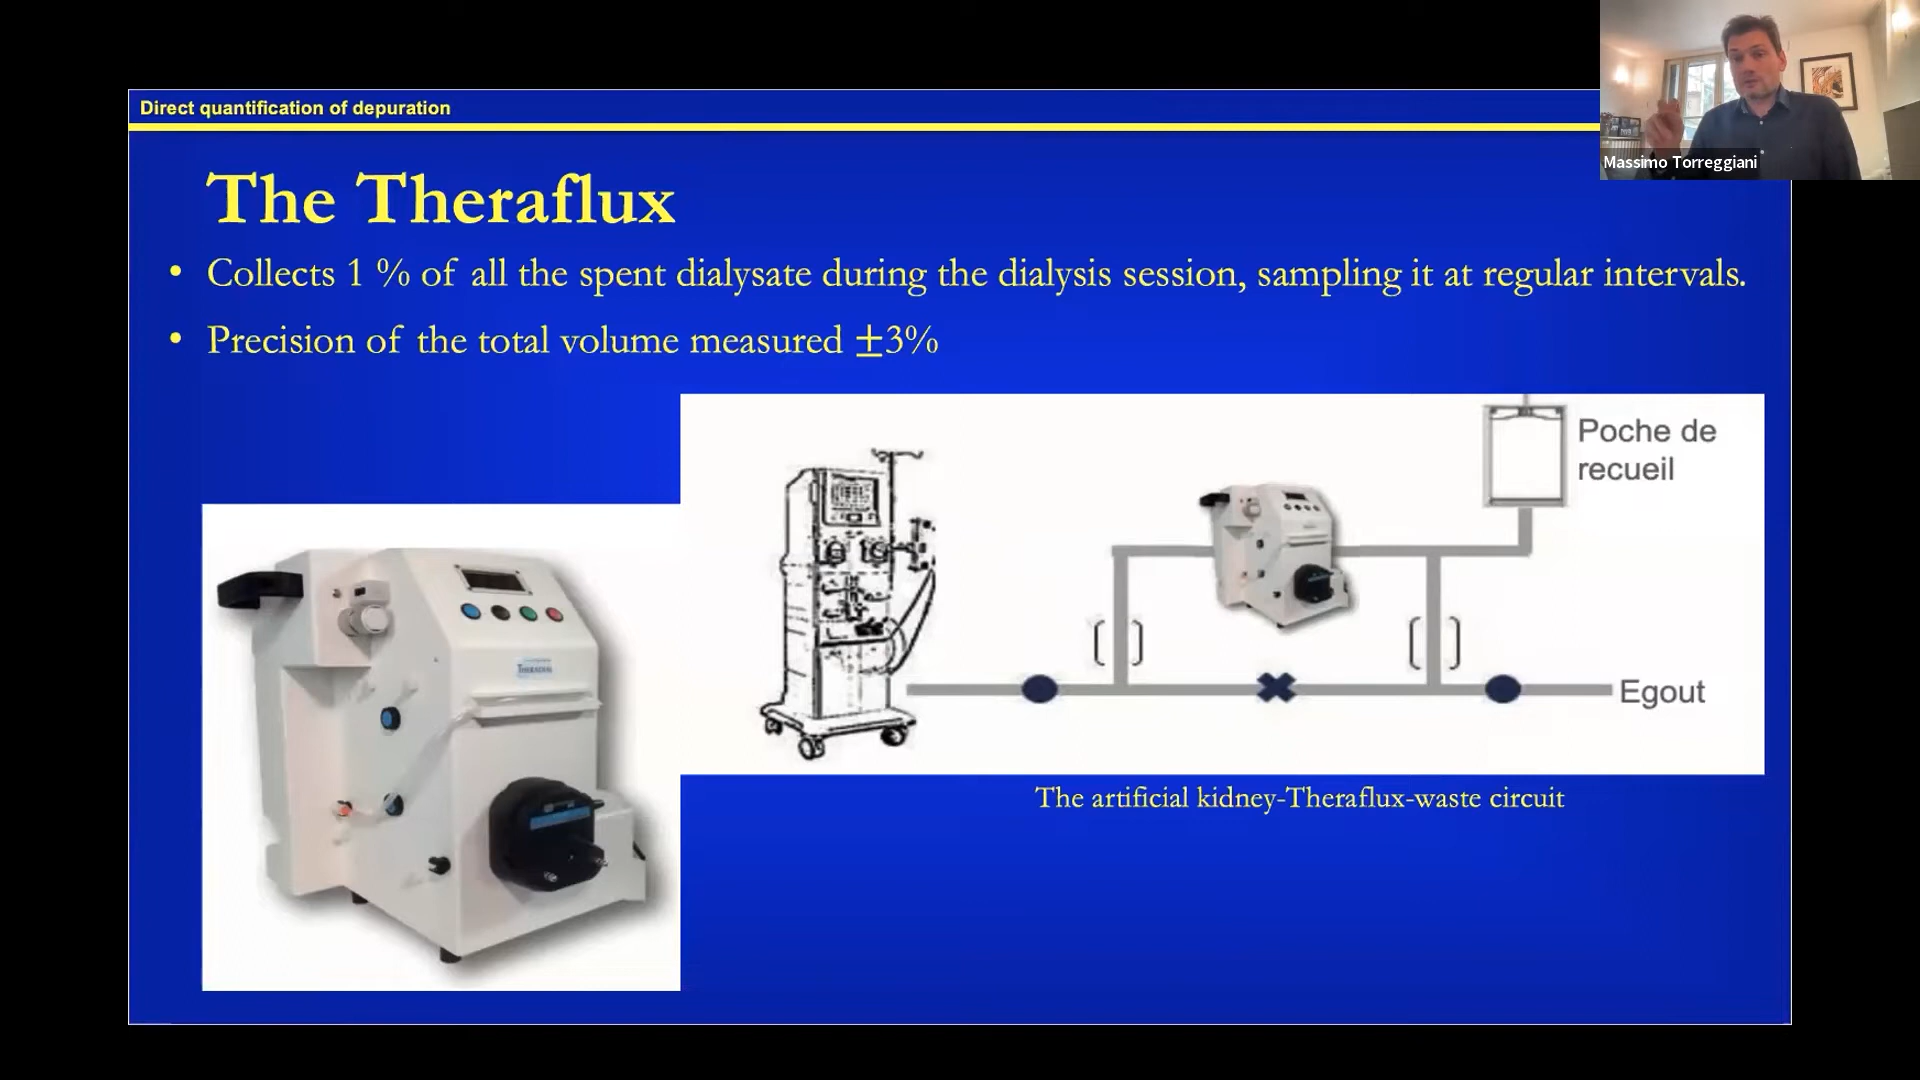 Direct quantification of depuration
Massimo Torreggiani
The Theraflux
• Collects 1 % of all the spent dialysate during the dialysis session, sampling it at regular intervals.
• Precision of the total volume measured ±3%
Poche de
recueil
Egout
The artificial kidney-Theraflux-waste circuit